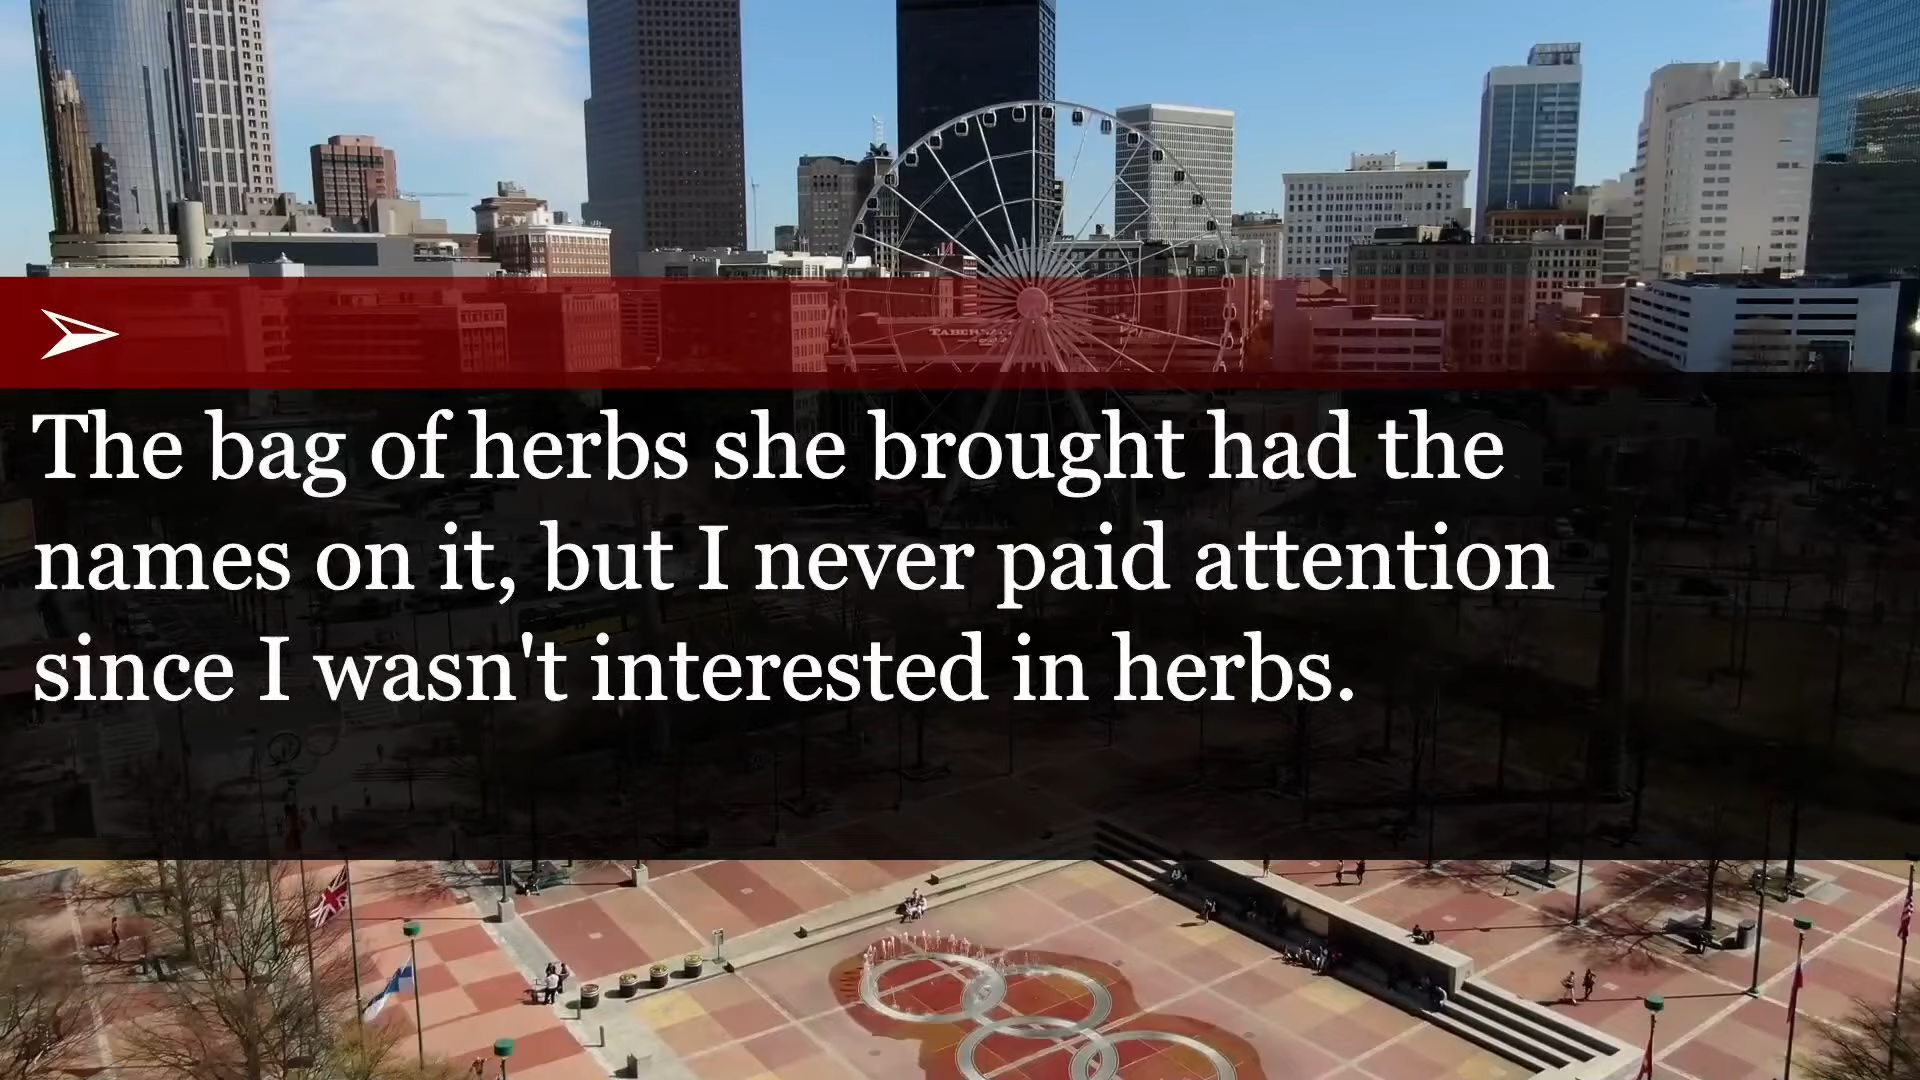 TABERNACLE
The bag of herbs she brought had the
names on it, but I never paid attention
since I wasn't interested in herbs.